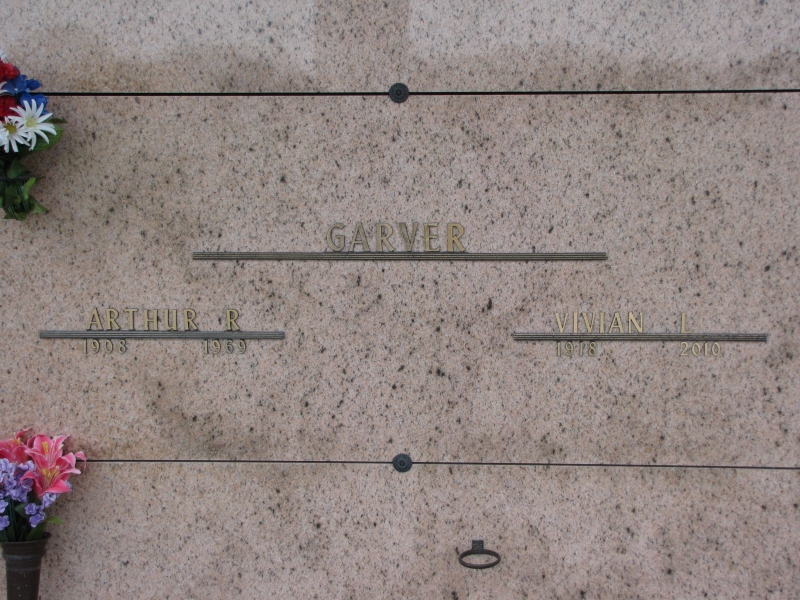 GARVER
ARTHUR R
1908 1969
VIVIAN L
1918 2010